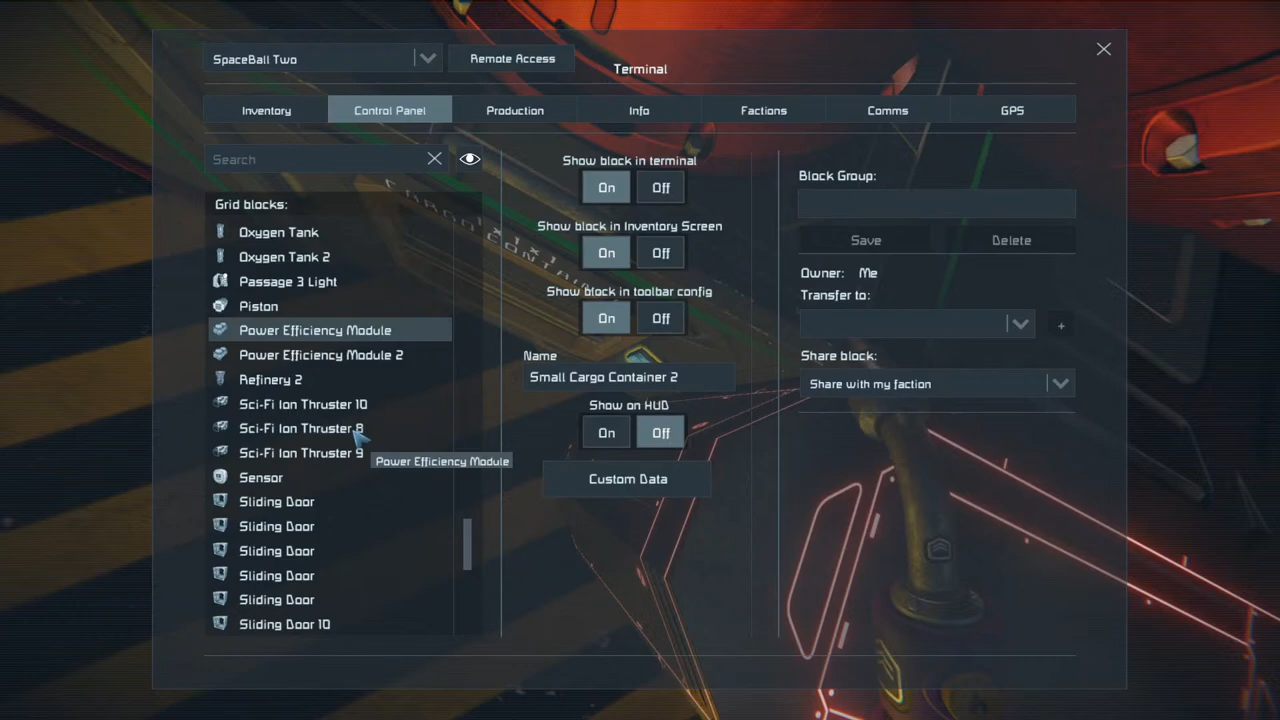 SpaceBall Two
Remote Access
Terminal
Inventory
Control Panel
Production
Info
Factions
Comms
GPS
Search
Grid blocks:
Oxygen Tank
Oxygen Tank 2
Passage 3 Light
Piston
Power Efficiency Module
Power Efficiency Module 2
Refinery 2
Sci-Fi Ion Thruster 10
Sci-Fi Ion Thruster 8
Sci-Fi Ion Thruster 9
Power Efficiency Module
Sensor
Sliding Door
Sliding Door
Sliding Door
Sliding Door
Sliding Door
Sliding Door 10
Show block in terminal
On Off
Show block in Inventory Screen
On Off
Show block in toolbar config
On Off
Name
Small Cargo Container 2
Show on HUD
On Off
Custom Data
Block Group:
Save
Delete
Owner: Me
Transfer to:
+
Share block:
Share with my faction